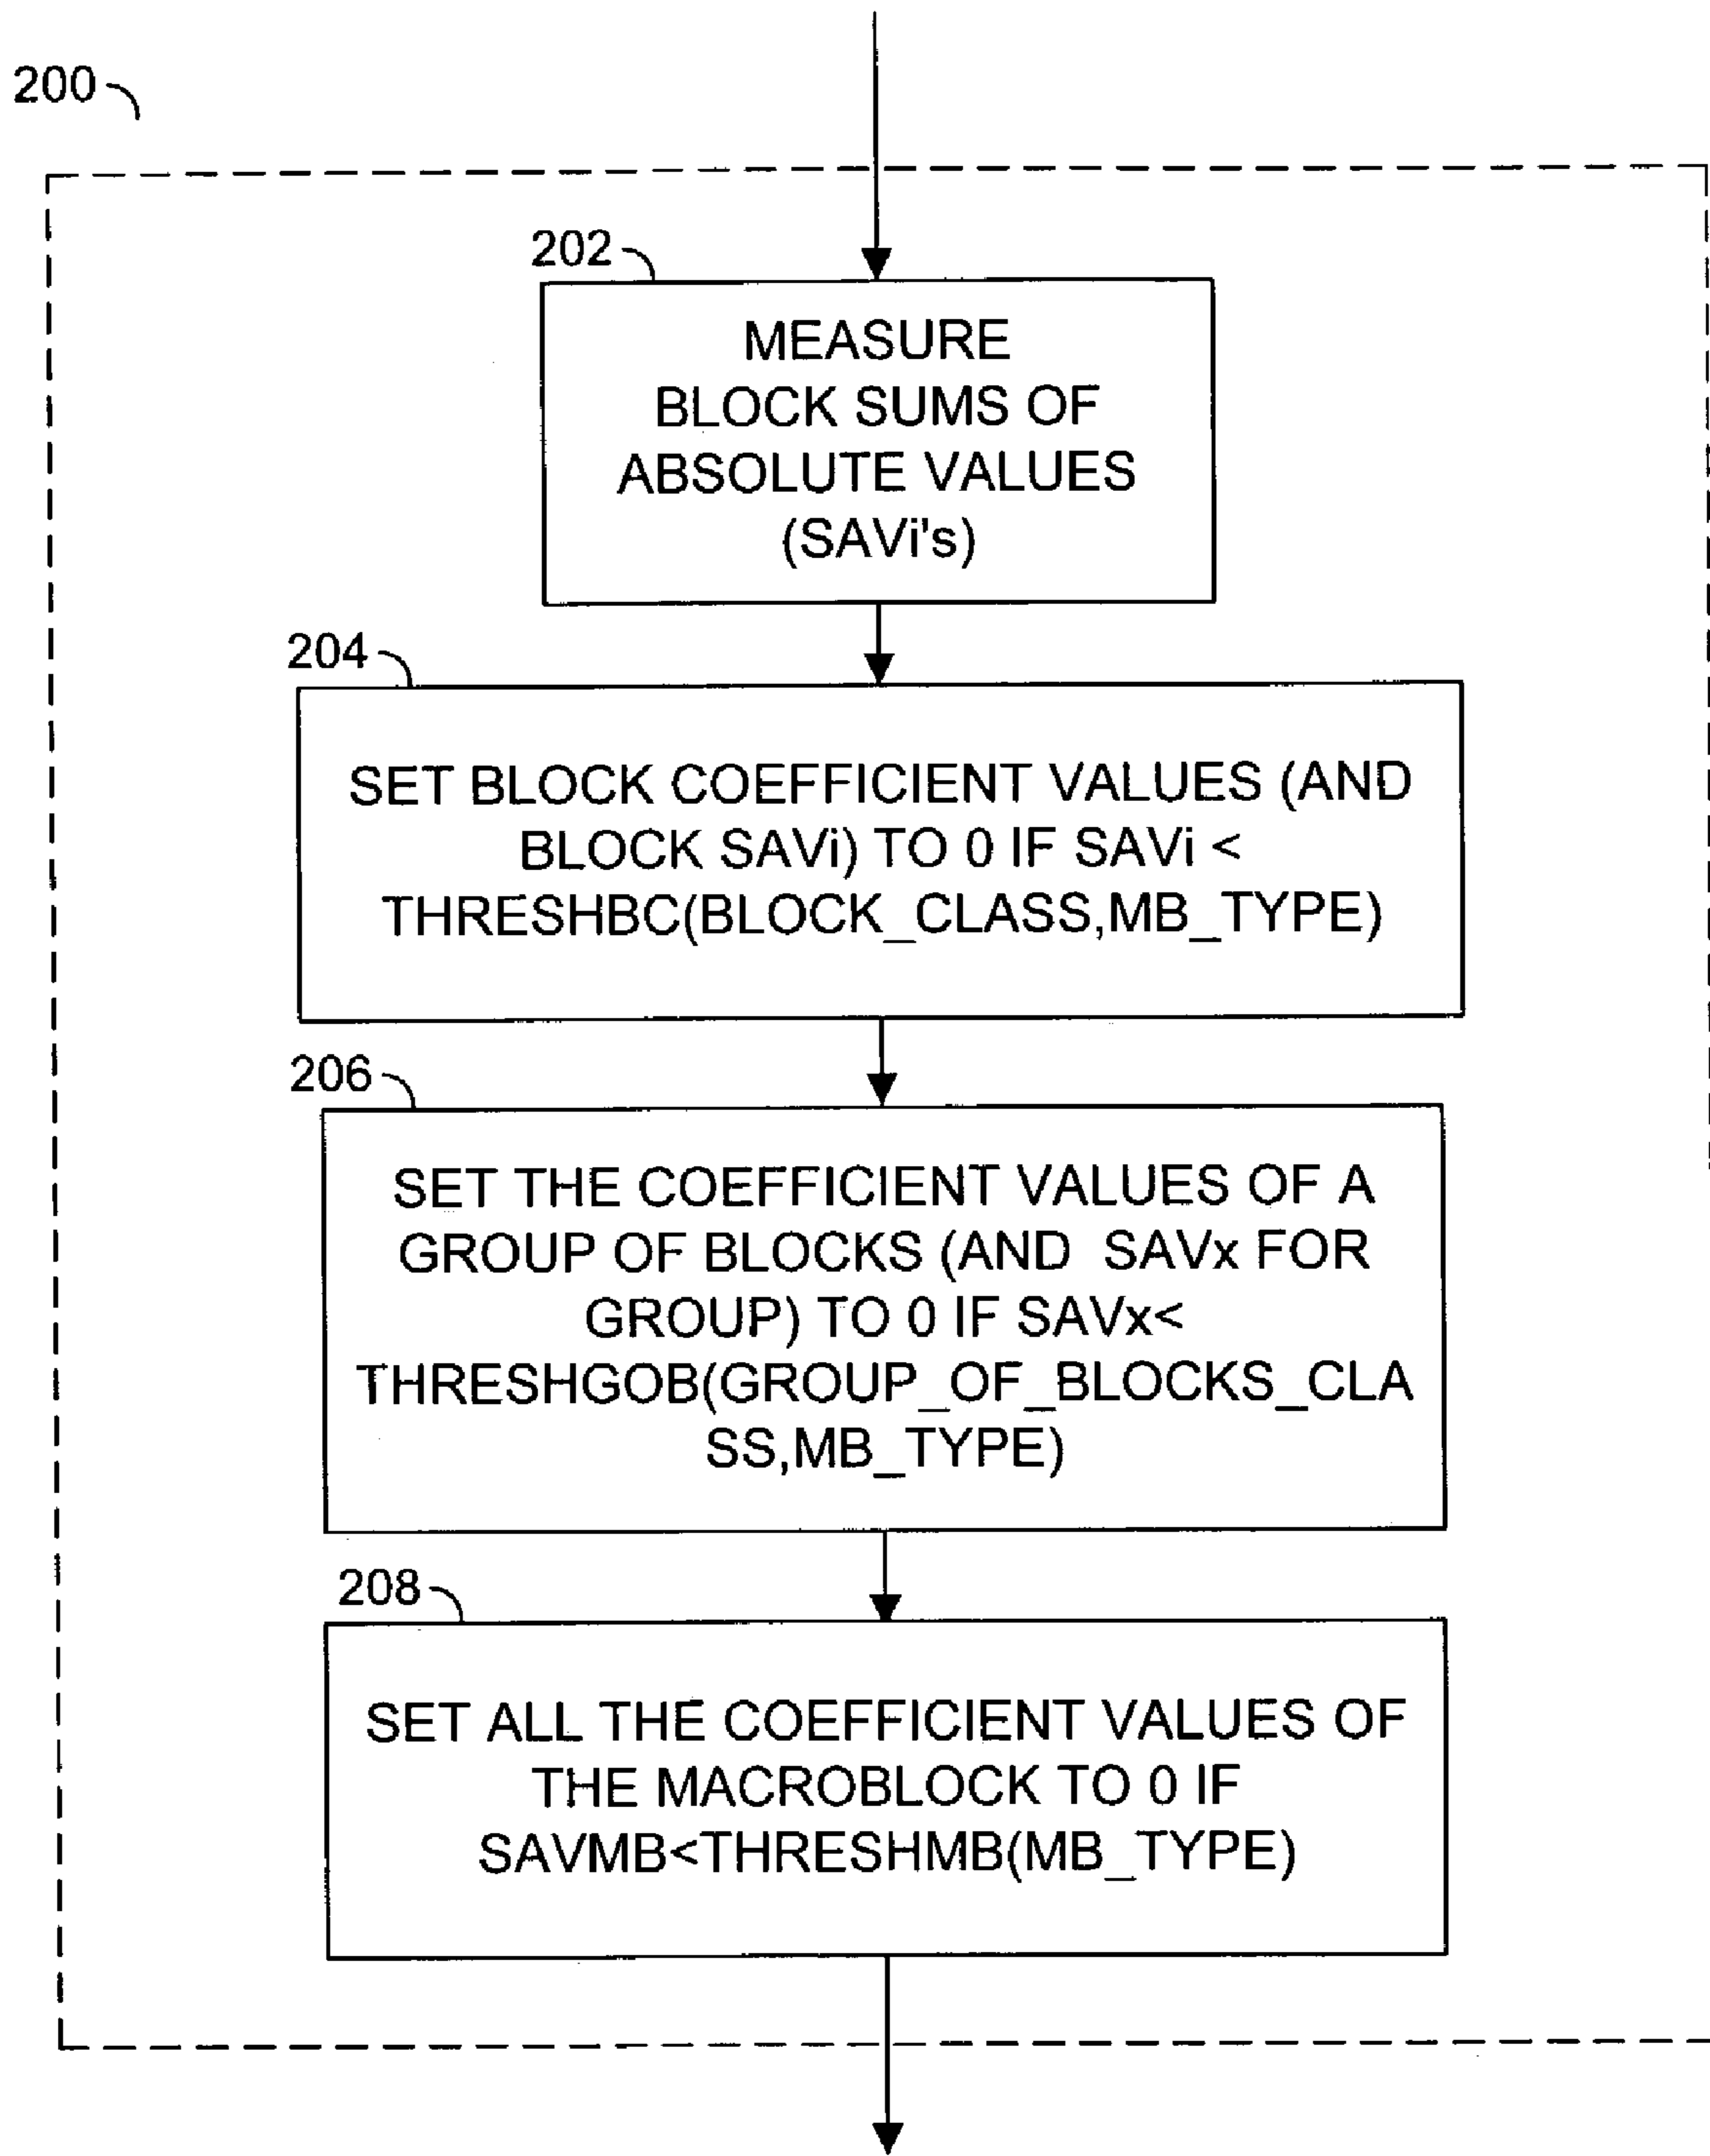 200
202
MEASURE
BLOCK SUMS OF
ABSOLUTE VALUES
(SAVi's)
204
SET BLOCK COEFFICIENT VALUES (AND
BLOCK SAVi) TO 0 IF SAVi <
THRESHBC(BLOCK_CLASS,MB_TYPE)
206
SET THE COEFFICIENT VALUES OF A
GROUP OF BLOCKS (AND SAVx FOR
GROUP) TO 0 IF SAVx<
THRESHGOB(GROUP_OF_BLOCKS_CLA
SS,MB_TYPE)
208
SET ALL THE COEFFICIENT VALUES OF
THE MACROBLOCK TO 0 IF
SAVMB<THRESHMB(MB_TYPE)